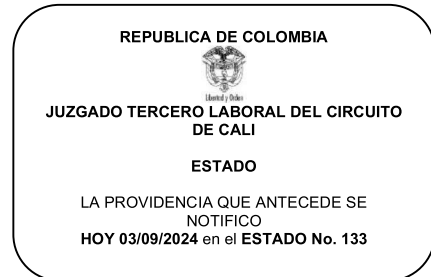 REPUBLICA DE COLOMBIA
Libertad y Orden
JUZGADO TERCERO LABORAL DEL CIRCUITO
DE CALI
ESTADO
LA PROVIDENCIA QUE ANTECEDE SE
NOTIFICO
HOY 03/09/2024 en el ESTADO No. 133